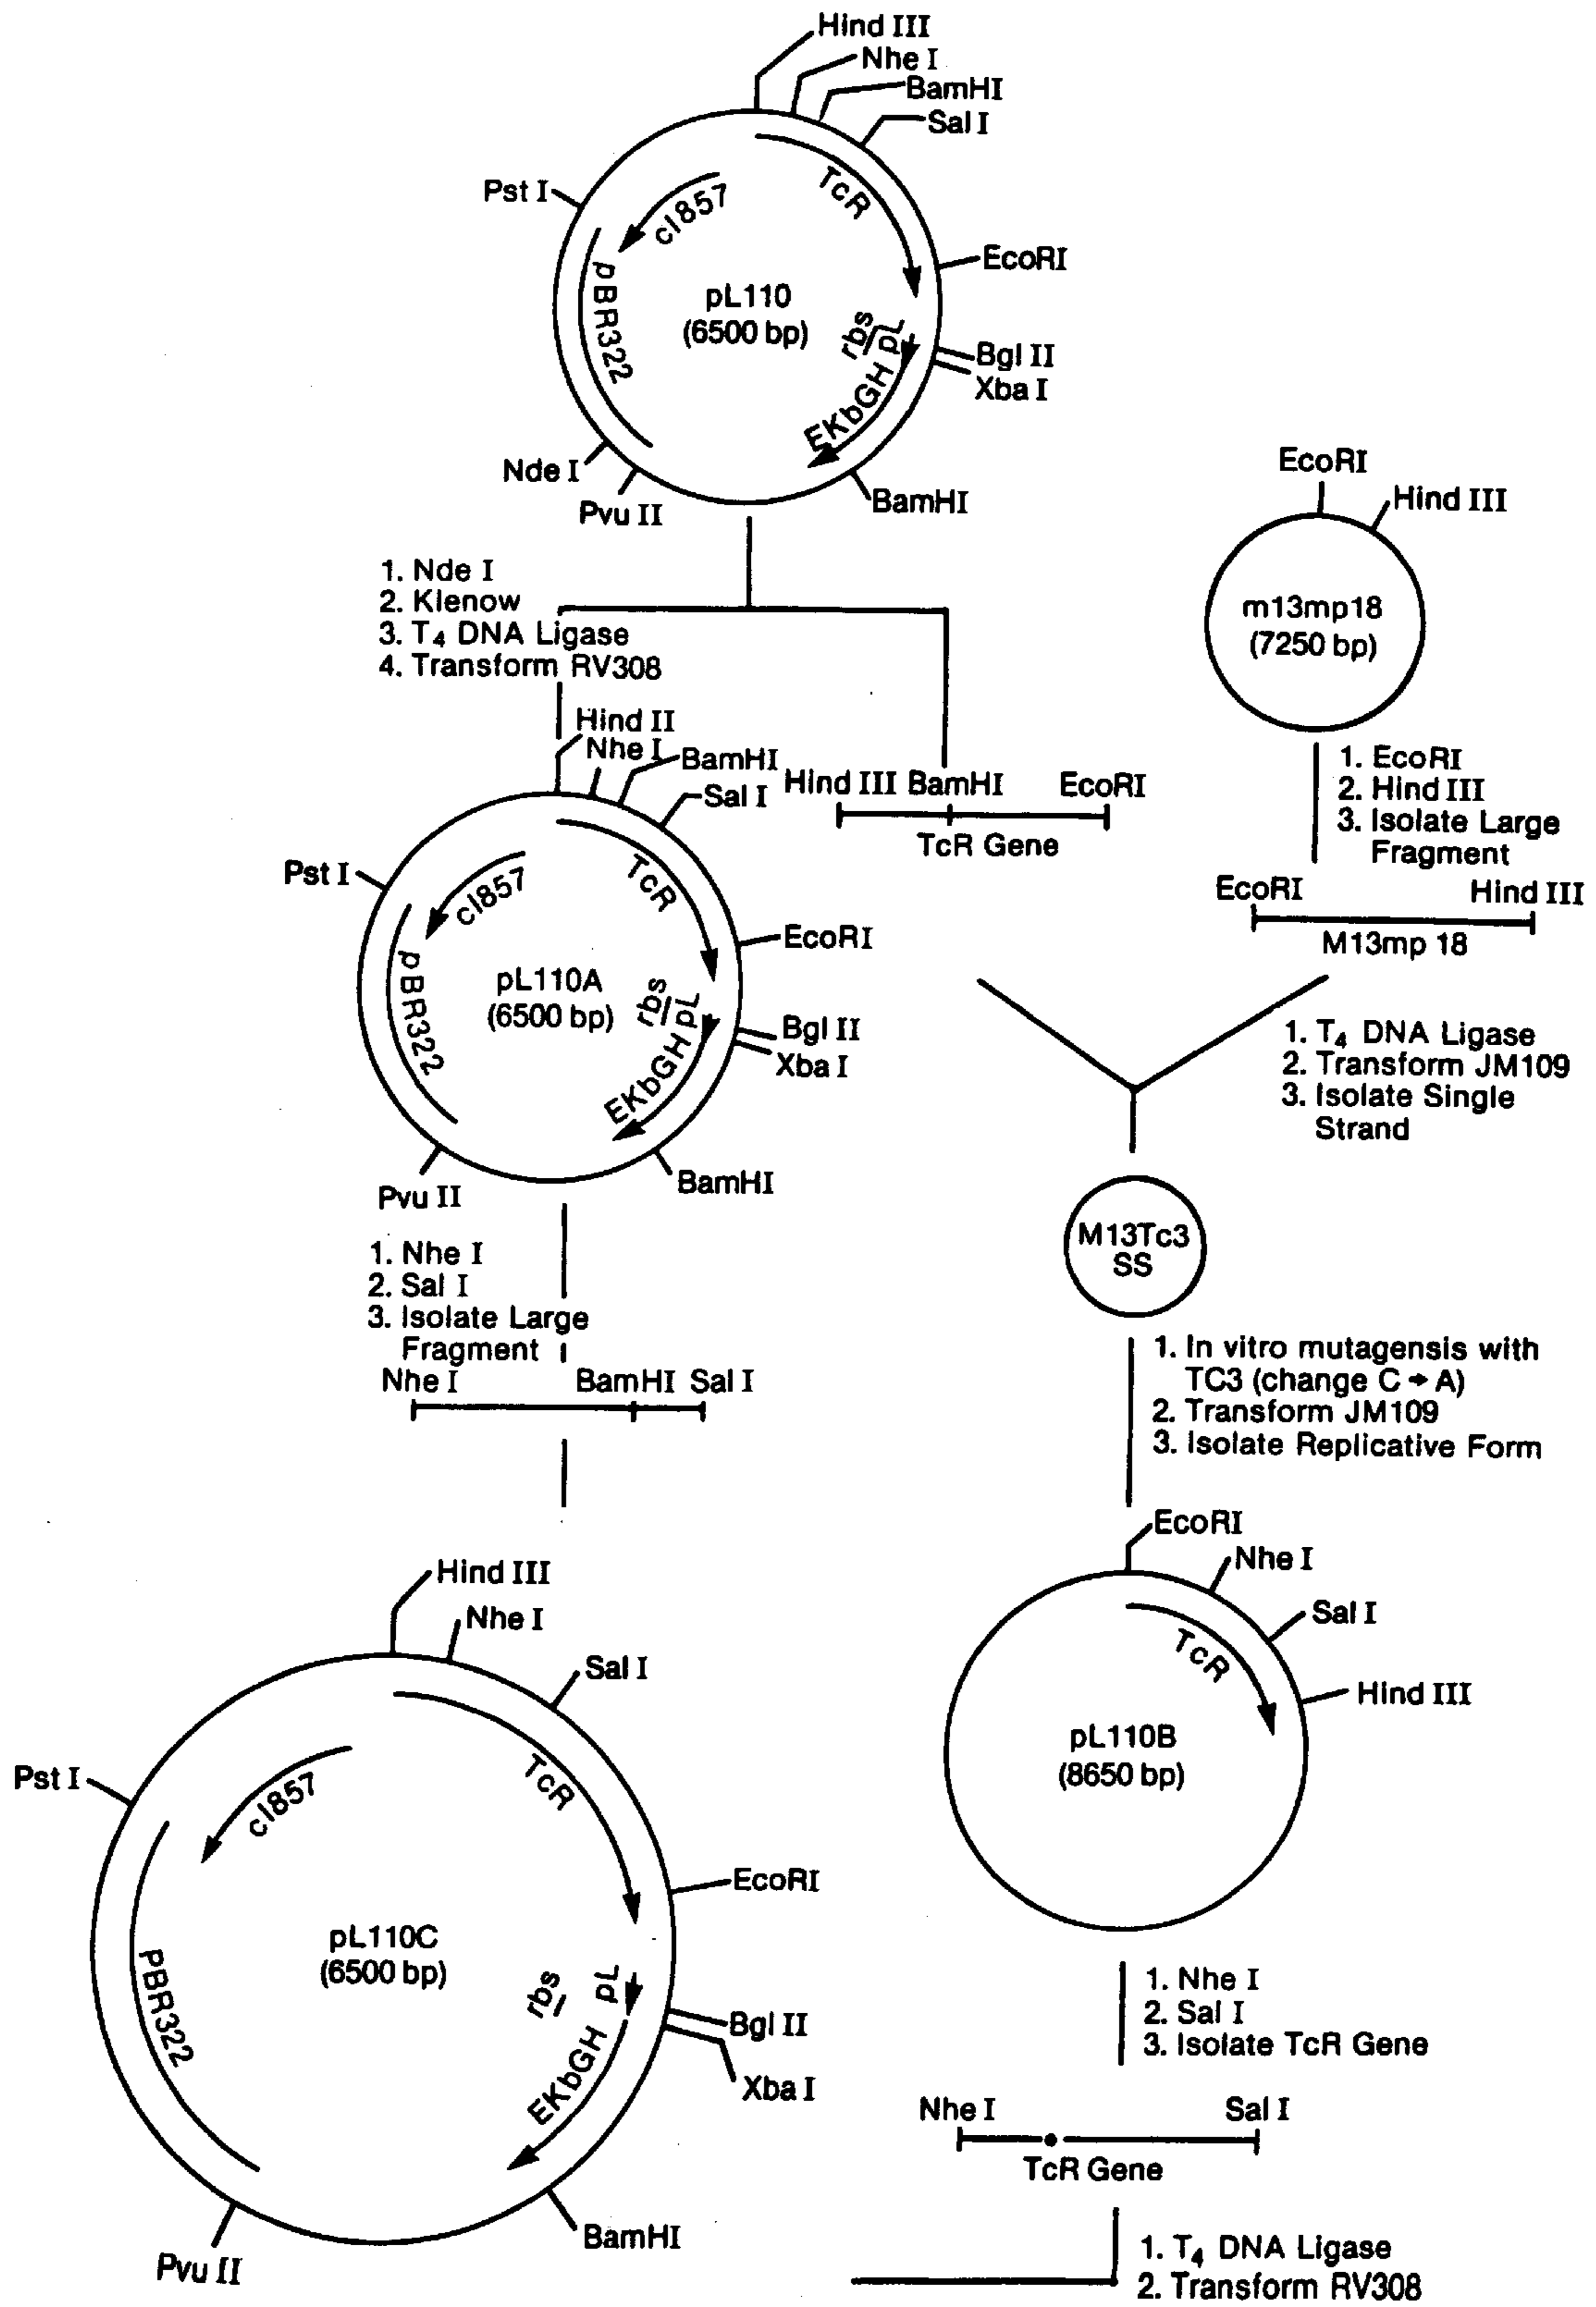 Hind III
Nhe I
BamHI
Sal I
Pst I
TcR
cI857
EcoRI
pBR322
pL110
(6500 bp)
rbs
pL
EKbGH
Bgl II
Xba I
Nde I
Pvu II
BamHI
EcoRI
Hind III
m13mp18
(7250 bp)
1. Nde I
2. Klenow
3. T4 DNA Ligase
4. Transform RV308
Hind III BamHI EcoRI
TcR Gene
1. EcoRI
2. Hind III
3. Isolate Large
Fragment
EcoRI Hind III
M13mp 18
Hind II
Nhe I
BamHI
Sal I
Pst I
TcR
cI857
EcoRI
pBR322
pL110A
(6500 bp)
rbs
pL
EKbGH
Bgl II
Xba I
Pvu II
BamHI
1. T4 DNA Ligase
2. Transform JM109
3. Isolate Single
Strand
M13Tc3
SS
1. Nhe I
2. Sal I
3. Isolate Large
Fragment
Nhe I BamHI Sal I
1. In vitro mutagensis with
TC3 (change C → A)
2. Transform JM109
3. Isolate Replicative Form
EcoRI
Nhe I
Sal I
TcR
Hind III
pL110B
(8650 bp)
Hind III
Nhe I
Sal I
Pst I
TcR
cI857
EcoRI
PBR322
pL110C
(6500 bp)
rbs
pL
EKbGH
Bgl II
Xba I
BamHI
Pvu II
1. Nhe I
2. Sal I
3. Isolate TcR Gene
Nhe I Sal I
TcR Gene
1. T4 DNA Ligase
2. Transform RV308